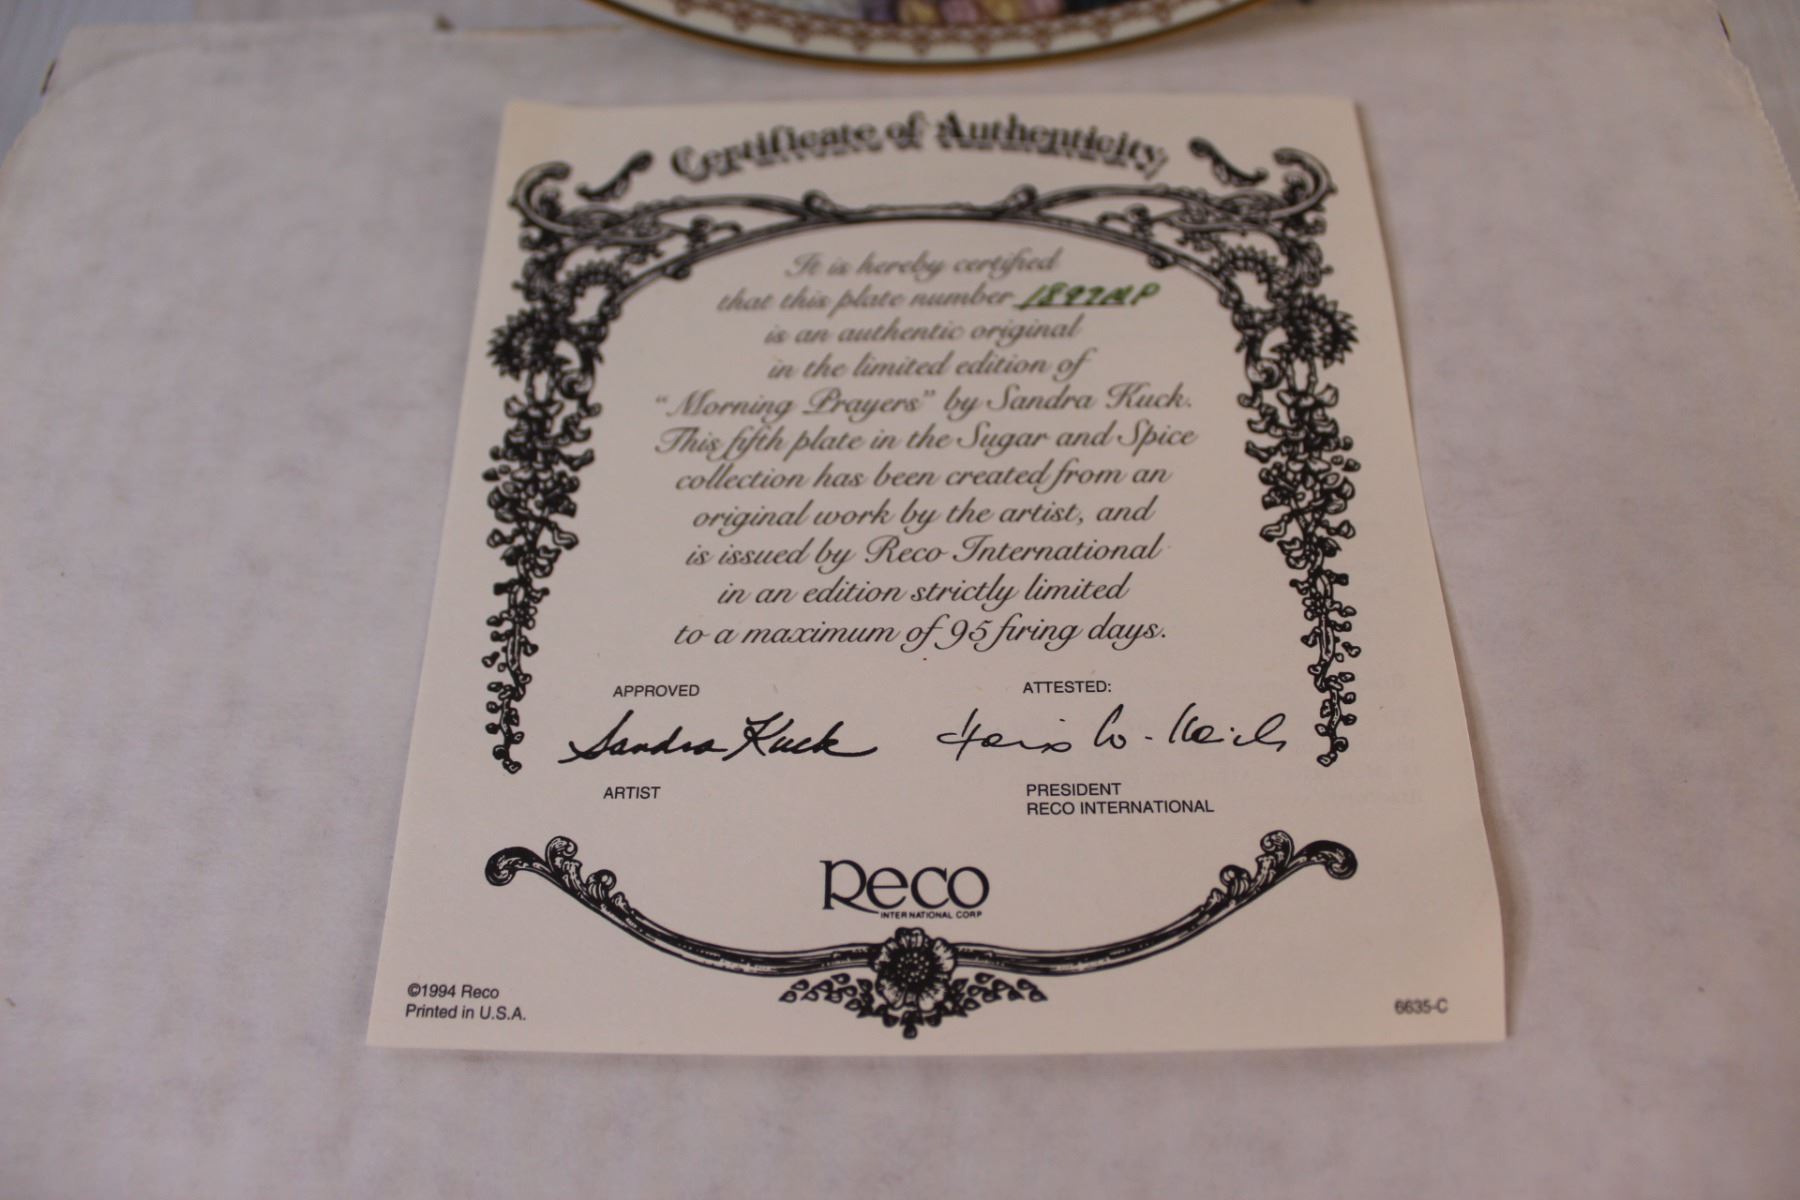 Certificate of Authenticity
It is hereby certified
that this plate number
is an authentic original
in the limited edition of
“Morning Prayers” by Sandra Kuck.
This fifth plate in the Sugar and Spice
collection has been created from an
original work by the artist, and
is issued by Reco International
in an edition strictly limited
to a maximum of 95 firing days.
APPROVED
ATTESTED:
Sandra Kuck
ARTIST
PRESIDENT
RECO INTERNATIONAL
Reco
INTERNATIONAL CORP
©1994 Reco
Printed in U.S.A.
6635-C